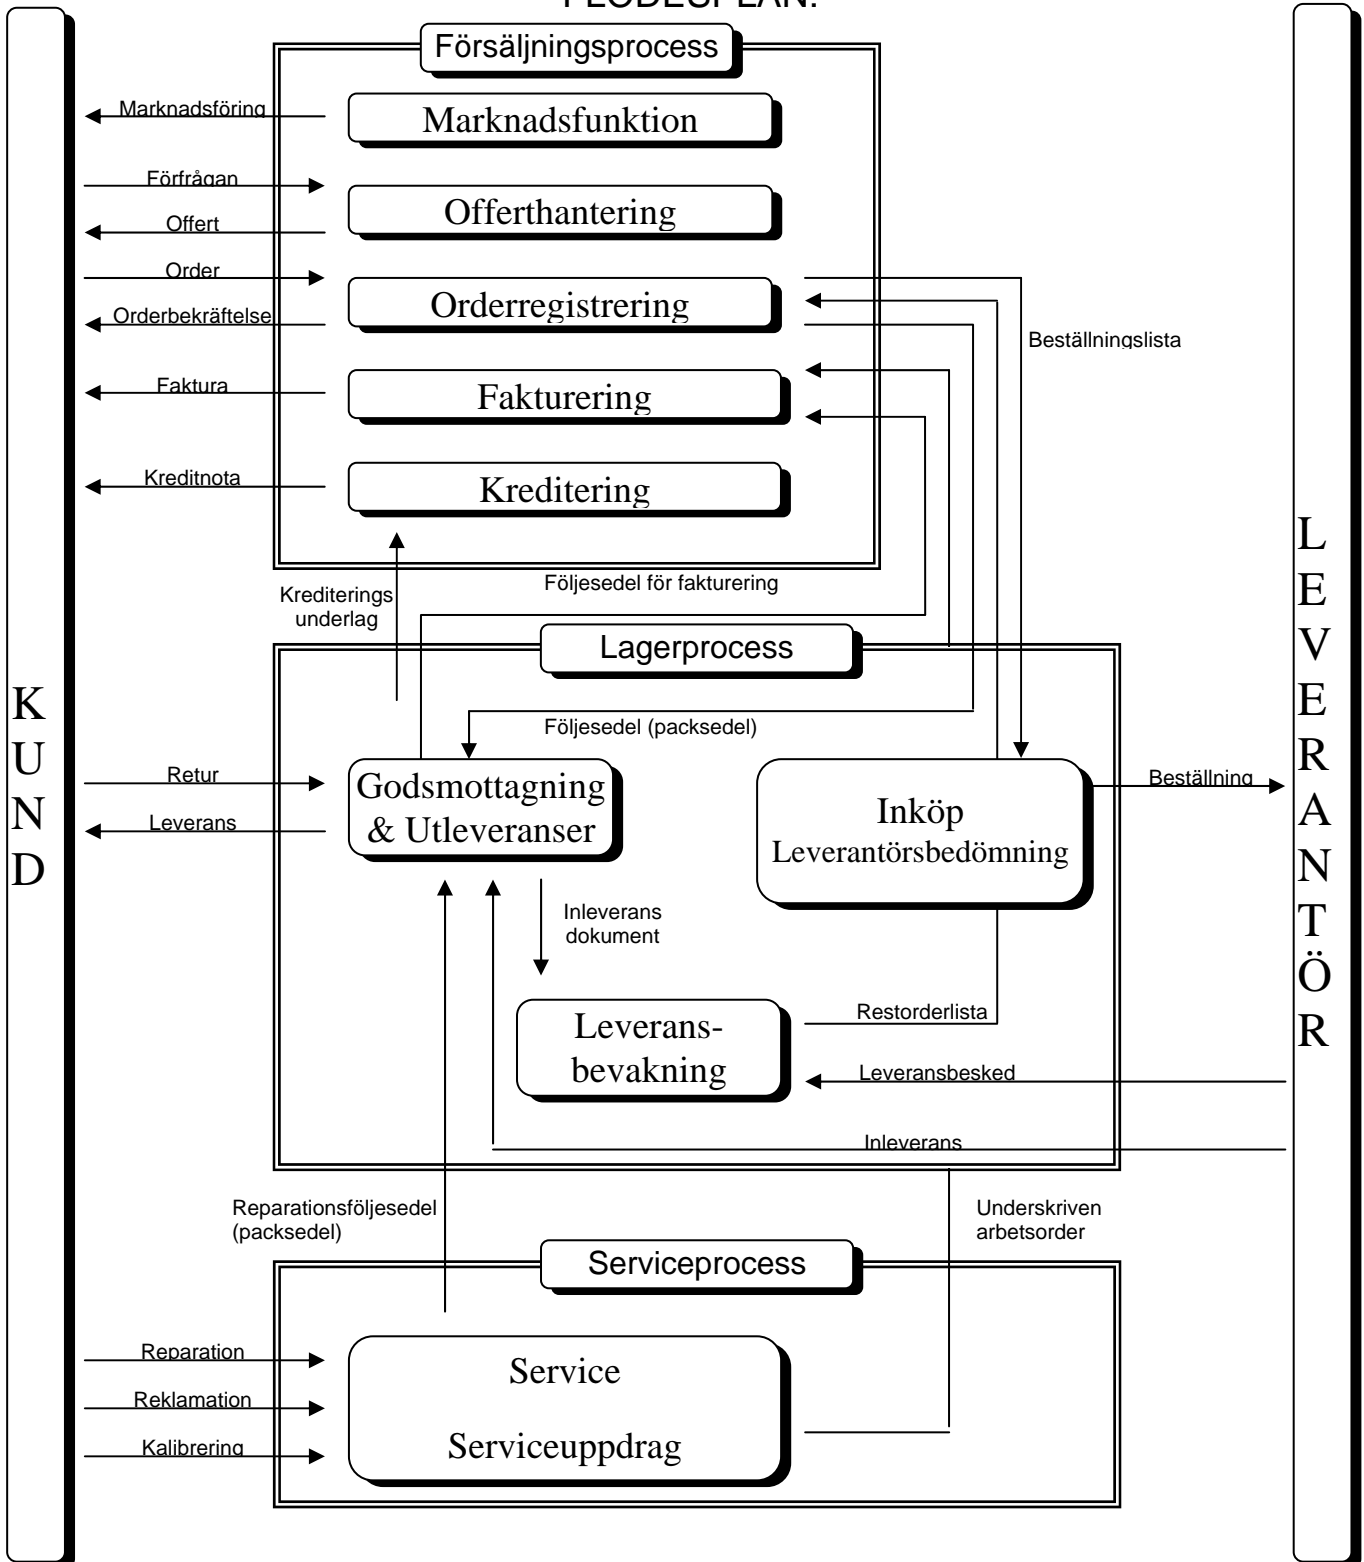 FLÖDESPLAN.
Försäljningsprocess
Marknadsföring
Marknadsfunktion
Förfrågan
Offerthantering
Offert
Order
Orderregistrering
Orderbekräftelse
Beställningslista
Faktura
Fakturering
Kreditnota
Kreditering
Följesedel för fakturering
Krediterings
underlag
Lagerprocess
Följesedel (packsedel)
Retur
Godsmottagning
& Utleveranser
Leverans
Inköp
Leverantörsbedömning
Beställning
Inleverans
dokument
Leverans-
bevakning
Restorderlista
Leveransbesked
Inleverans
Reparationsföljesedel
(packsedel)
Underskriven
arbetsorder
Serviceprocess
Reparation
Service
Reklamation
Serviceuppdrag
Kalibrering
K
U
N
D
L
E
V
E
R
A
N
T
Ö
R